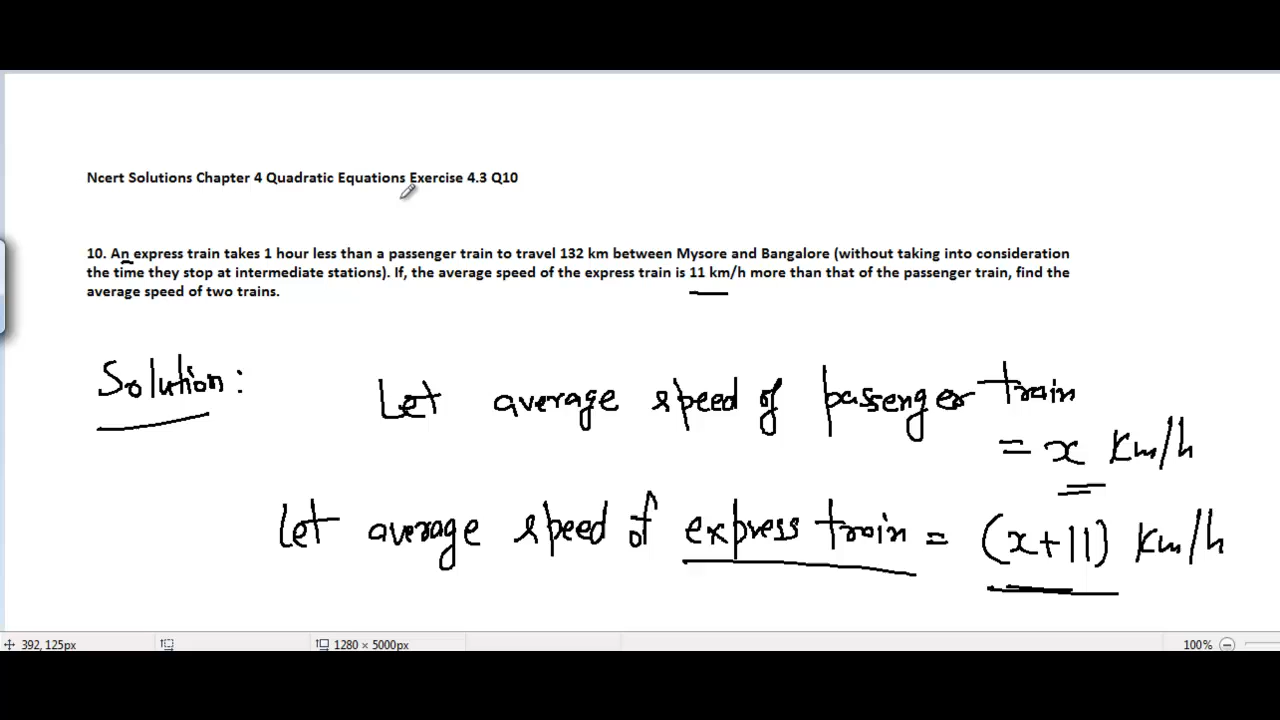 Ncert Solutions Chapter 4 Quadratic Equations Exercise 4.3 Q10
10. An express train takes 1 hour less than a passenger train to travel 132 km between Mysore and Bangalore (without taking into consideration
the time they stop at intermediate stations). If, the average speed of the express train is 11 km/h more than that of the passenger train, find the
average speed of two trains.
Solution:
Let average speed of passenger train
= x Km/h
Let average speed of express train = (x+11) Km/h
392, 125px
1280 × 5000px
100%